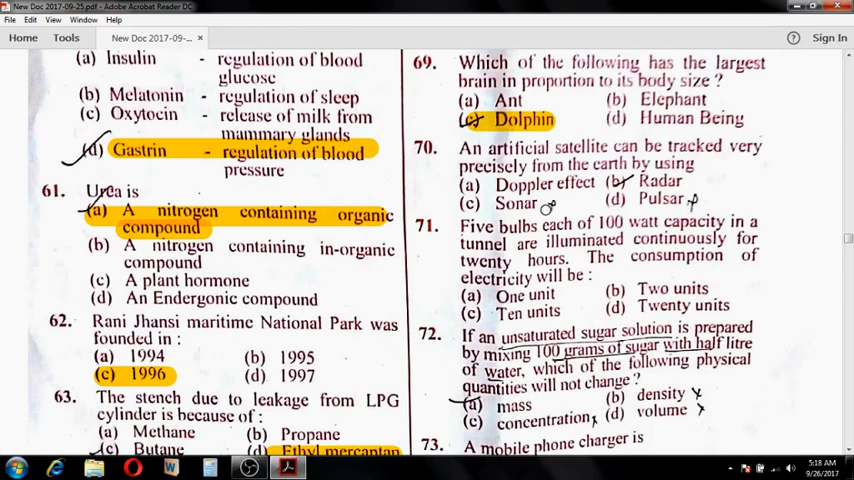 New Doc 2017-09-25.pdf - Adobe Acrobat Reader DC
File Edit View Window Help
Home Tools New Doc 2017-09-... × Sign In
(a) Insulin - regulation of blood
glucose
(b) Melatonin - regulation of sleep
(c) Oxytocin - release of milk from
mammary glands
(d) Gastrin - regulation of blood
pressure
61. Urea is
(a) A nitrogen containing organic
compound
(b) A nitrogen containing in-organic
compound
(c) A plant hormone
(d) An Endergonic compound
62. Rani Jhansi maritime National Park was
founded in :
(a) 1994 (b) 1995
(c) 1996 (d) 1997
63. The stench due to leakage from LPG
cylinder is because of :
(a) Methane (b) Propane
(c) Butane (d) Ethyl mercaptan
69. Which of the following has the largest
brain in proportion to its body size ?
(a) Ant (b) Elephant
(c) Dolphin (d) Human Being
70. An artificial satellite can be tracked very
precisely from the earth by using
(a) Doppler effect (b) Radar
(c) Sonar (d) Pulsar
71. Five bulbs each of 100 watt capacity in a
tunnel are illuminated continuously for
twenty hours. The consumption of
electricity will be :
(a) One unit (b) Two units
(c) Ten units (d) Twenty units
72. If an unsaturated sugar solution is prepared
by mixing 100 grams of sugar with half litre
of water, which of the following physical
quantities will not change ?
(a) mass (b) density
(c) concentration (d) volume
73. A mobile phone charger is
5:18 AM
9/26/2017